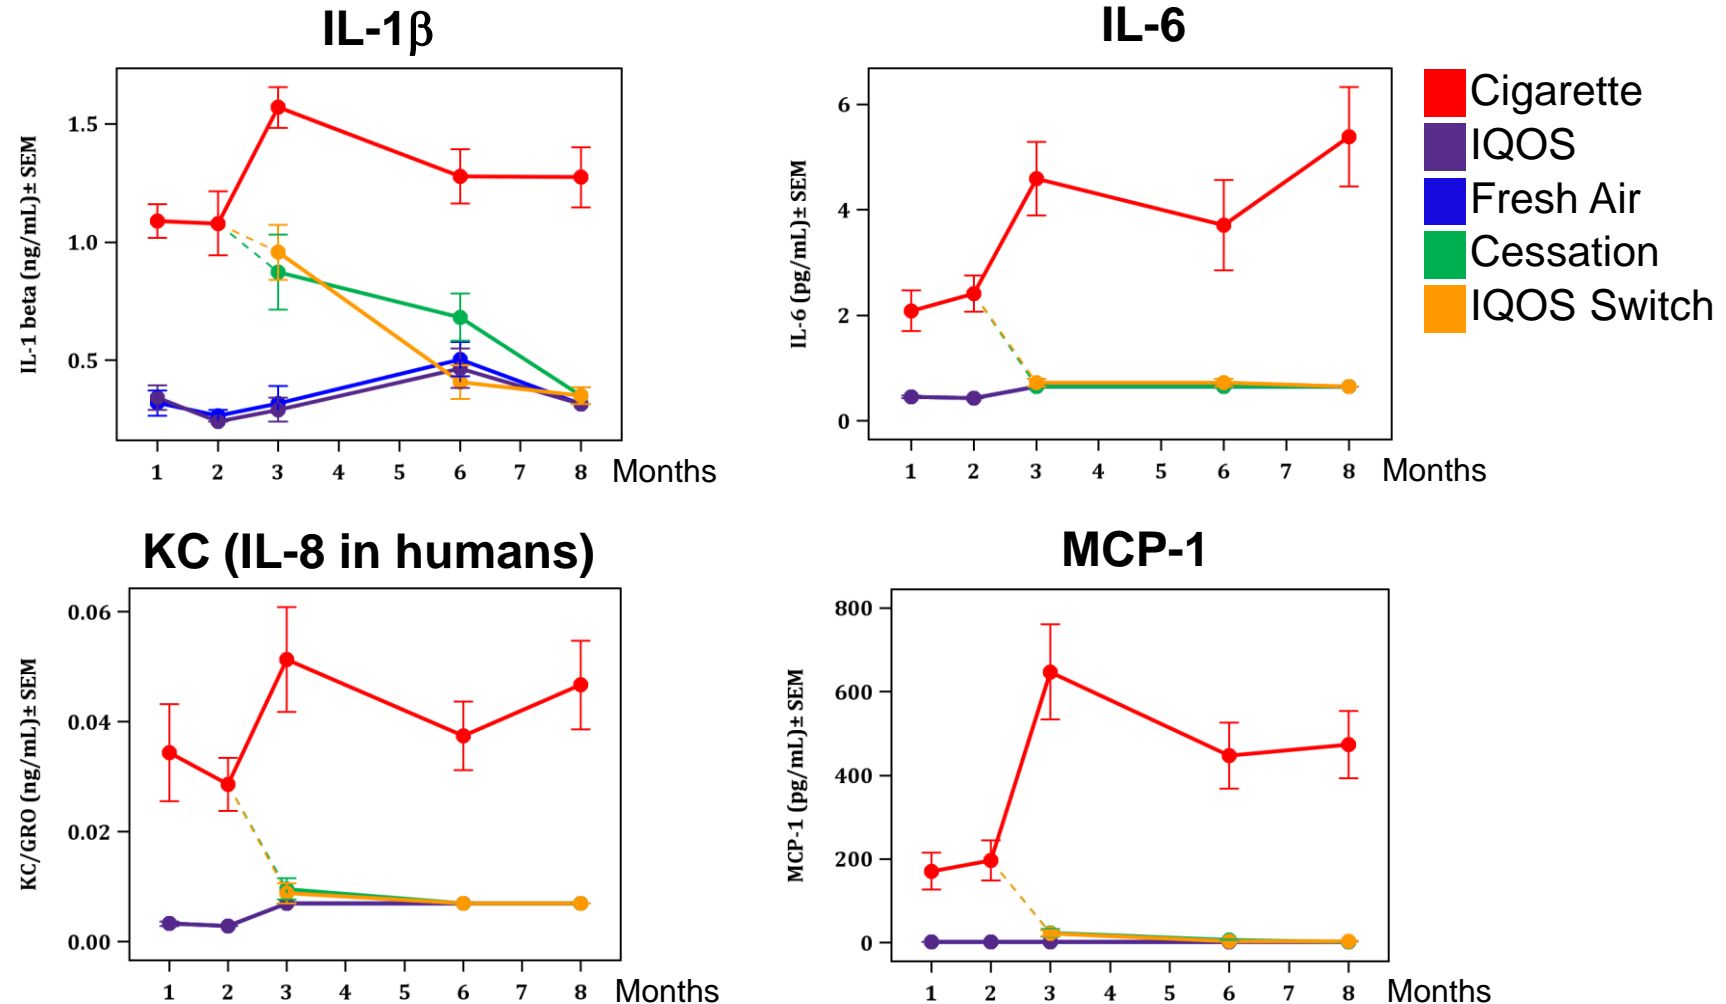 IL-1β
IL-1 beta (ng/mL)± SEM
1.5
1.0
0.5
1 2 3 4 5 6 7 8 Months
IL-6
IL-6 (pg/mL)± SEM
6
4
2
0
1 2 3 4 5 6 7 8 Months
Cigarette
IQOS
Fresh Air
Cessation
IQOS Switch
KC (IL-8 in humans)
KC/GRO (ng/mL)± SEM
0.06
0.04
0.02
0.00
1 2 3 4 5 6 7 8 Months
MCP-1
MCP-1 (pg/mL)± SEM
800
600
400
200
0
1 2 3 4 5 6 7 8 Months